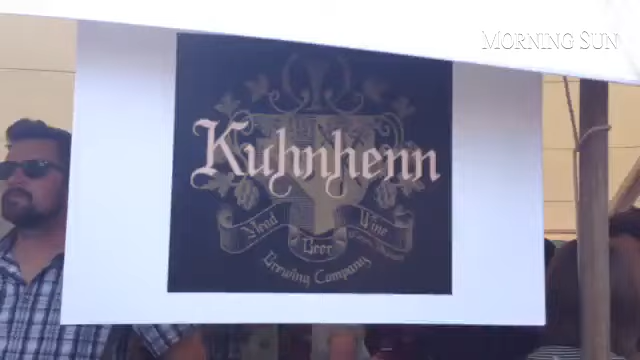 MORNING SUN
Kuhnhenn
Mead
Wine
Beer
Brewing Company